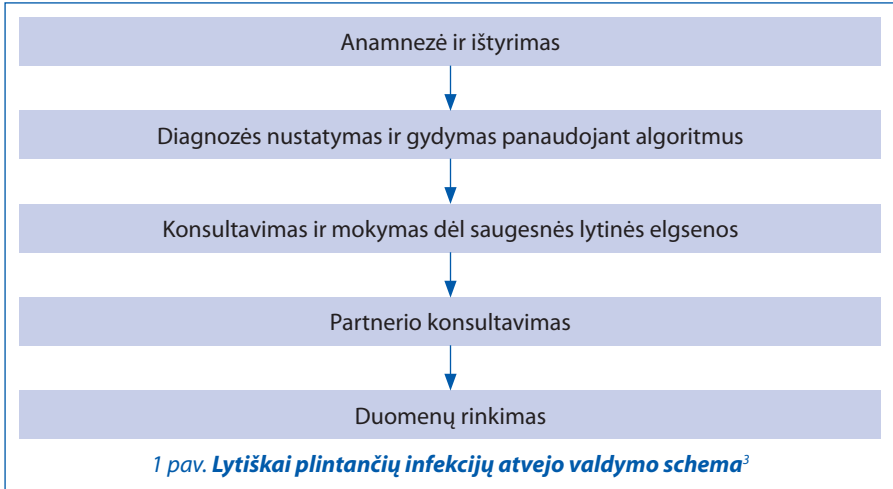 Anamnezė ir ištyrimas
Diagnozės nustatymas ir gydymas panaudojant algoritmus
Konsultavimas ir mokymas dėl saugesnės lytinės elgsenos
Partnerio konsultavimas
Duomenų rinkimas
1 pav. Lytiškai plintančių infekcijų atvejo valdymo schema³